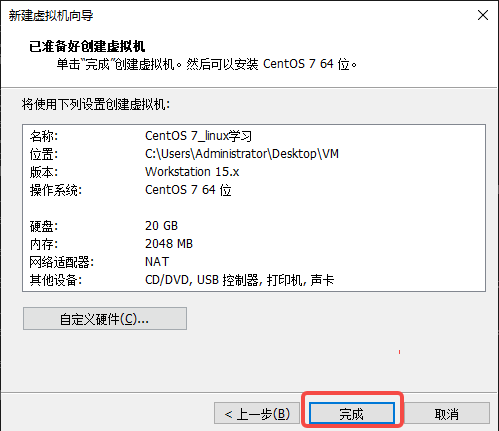 新建虚拟机向导
已准备好创建虚拟机
单击“完成”创建虚拟机。然后可以安装 CentOS 7 64 位。
将使用下列设置创建虚拟机:
名称: CentOS 7_linux学习
位置: C:\Users\Administrator\Desktop\VM
版本: Workstation 15.x
操作系统: CentOS 7 64 位
硬盘: 20 GB
内存: 2048 MB
网络适配器: NAT
其他设备: CD/DVD, USB 控制器, 打印机, 声卡
自定义硬件(C)...
< 上一步(B) 完成 取消